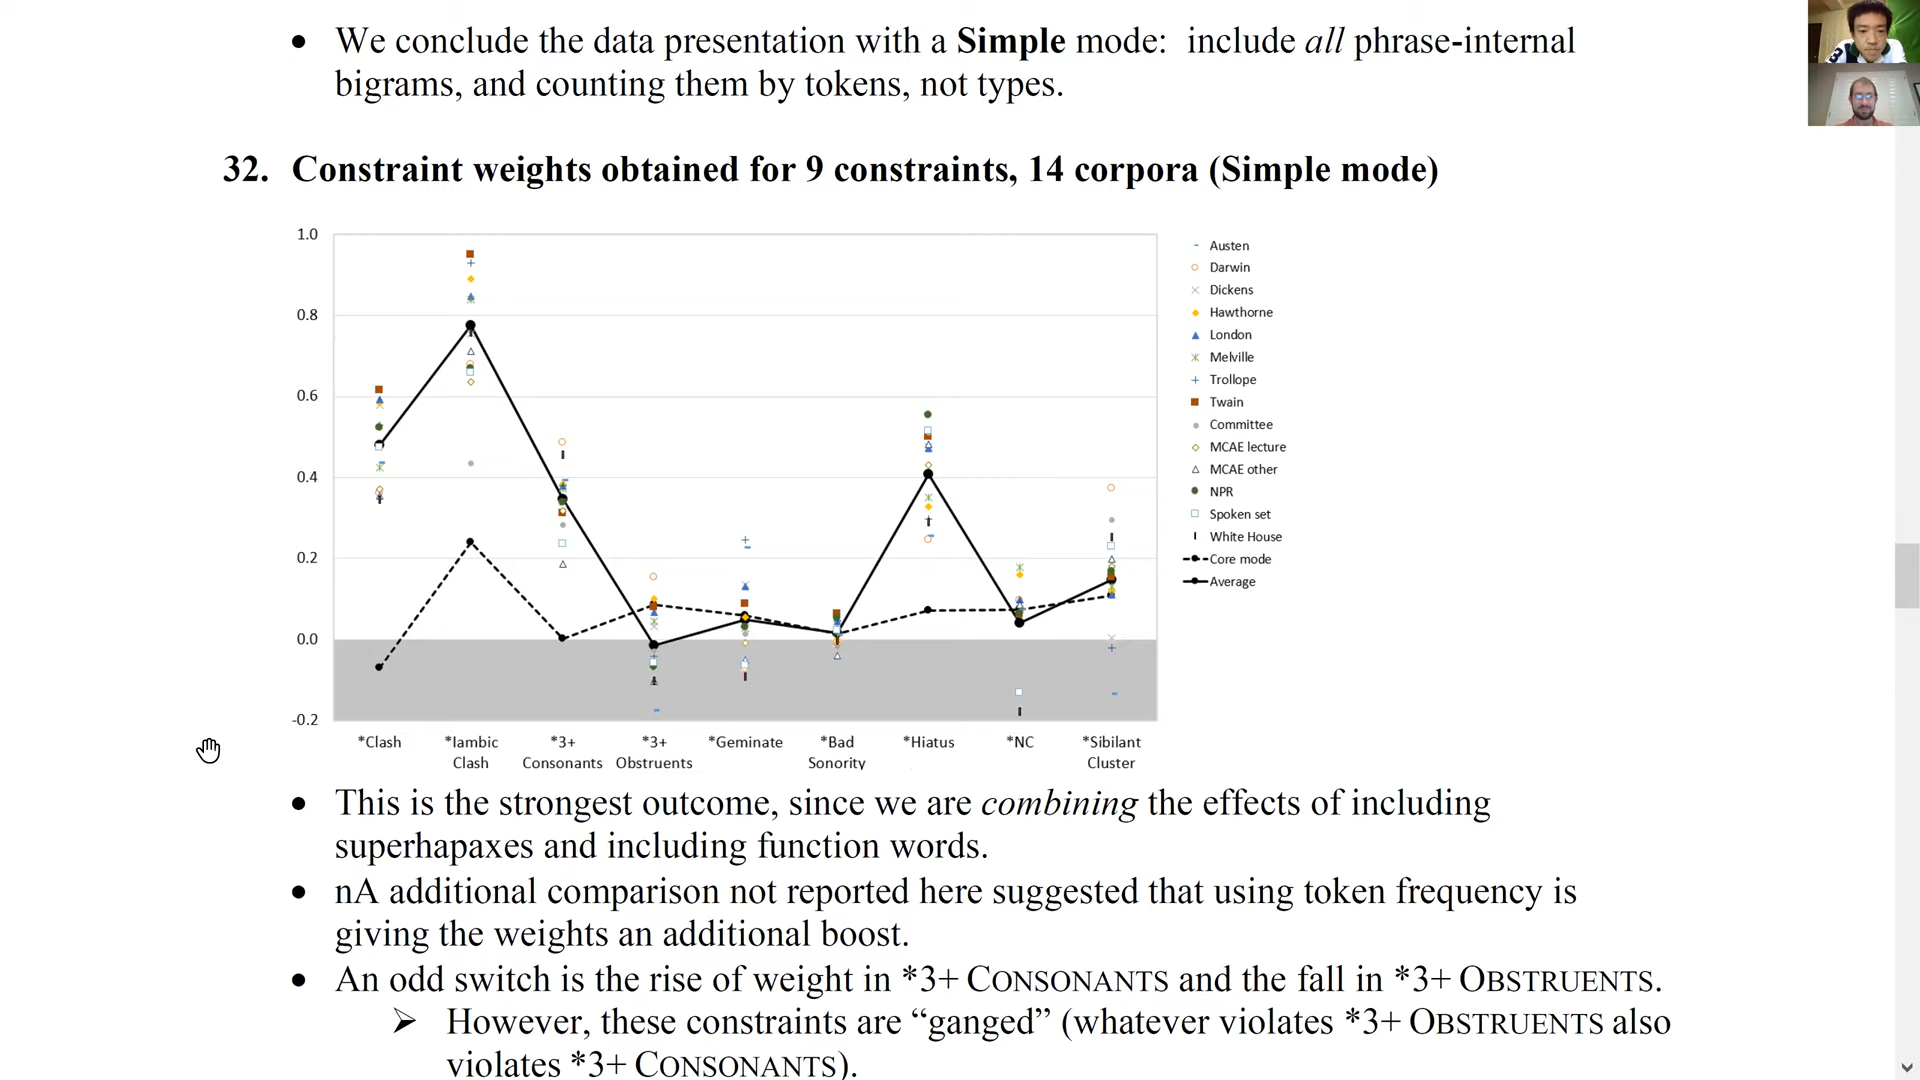 • We conclude the data presentation with a Simple mode: include all phrase-internal
bigrams, and counting them by tokens, not types.
32. Constraint weights obtained for 9 constraints, 14 corpora (Simple mode)
1.0
0.8
0.6
0.4
0.2
0.0
-0.2
*Clash
*Iambic
Clash
*3+
Consonants
*3+
Obstruents
*Geminate
*Bad
Sonority
*Hiatus
*NC
*Sibilant
Cluster
Austen
Darwin
Dickens
Hawthorne
London
Melville
Trollope
Twain
Committee
MCAE lecture
MCAE other
NPR
Spoken set
White House
Core mode
Average
• This is the strongest outcome, since we are combining the effects of including
superhapaxes and including function words.
• nA additional comparison not reported here suggested that using token frequency is
giving the weights an additional boost.
• An odd switch is the rise of weight in *3+ CONSONANTS and the fall in *3+ OBSTRUENTS.
➢ However, these constraints are “ganged” (whatever violates *3+ OBSTRUENTS also
violates *3+ CONSONANTS).